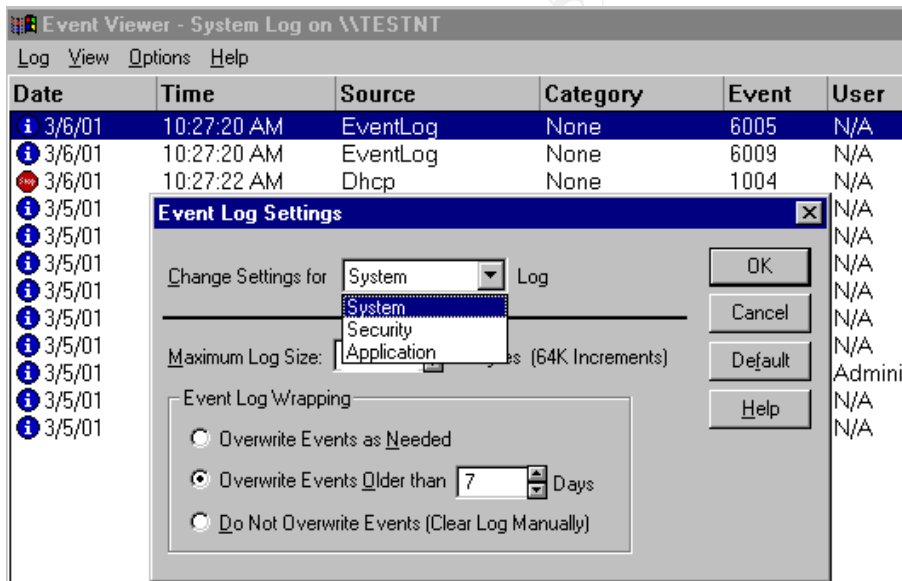 Event Viewer - System Log on \\TESTNT
Log View Options Help
Date Time Source Category Event User
3/6/01 10:27:20 AM EventLog None 6005 N/A
3/6/01 10:27:20 AM EventLog None 6009 N/A
3/6/01 10:27:22 AM Dhcp None 1004 N/A
3/5/01 N/A
3/5/01 N/A
3/5/01 N/A
3/5/01 N/A
3/5/01 N/A
3/5/01 N/A
3/5/01 Admini
3/5/01 N/A
3/5/01 N/A
Event Log Settings
Change Settings for System Log
System
Security
Application
Maximum Log Size: (64K Increments)
Event Log Wrapping
Overwrite Events as Needed
Overwrite Events Older than 7 Days
Do Not Overwrite Events (Clear Log Manually)
OK
Cancel
Default
Help